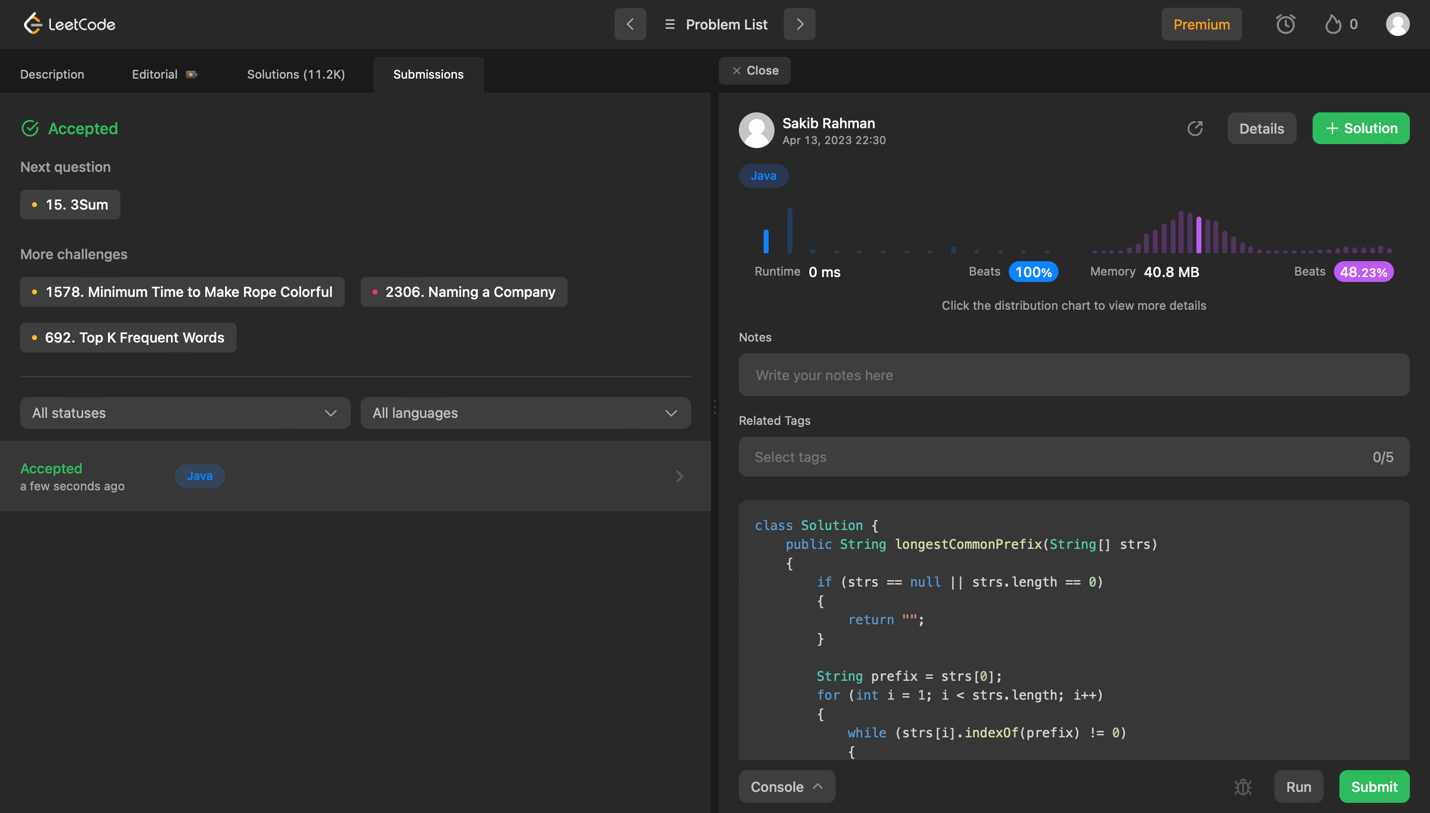 LeetCode
Problem List
Premium
0
Description
Editorial
Solutions (11.2K)
Submissions
Accepted
Next question
15. 3Sum
More challenges
1578. Minimum Time to Make Rope Colorful
2306. Naming a Company
692. Top K Frequent Words
All statuses
All languages
Accepted
a few seconds ago
Java
Close
Sakib Rahman
Apr 13, 2023 22:30
Details
+ Solution
Java
Runtime 0 ms
Beats 100%
Memory 40.8 MB
Beats 48.23%
Click the distribution chart to view more details
Notes
Write your notes here
Related Tags
Select tags
0/5
class Solution {
    public String longestCommonPrefix(String[] strs)
    {
        if (strs == null || strs.length == 0)
        {
            return "";
        }

        String prefix = strs[0];
        for (int i = 1; i < strs.length; i++)
        {
            while (strs[i].indexOf(prefix) != 0)
            {
Console
Run
Submit